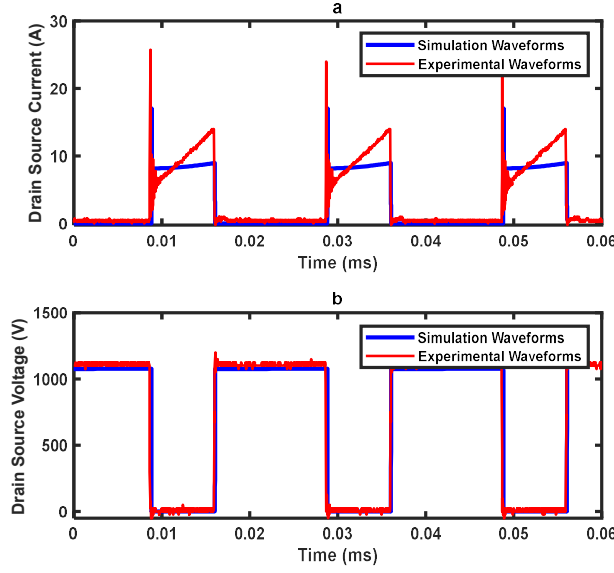 a
Drain Source Current (A)
30
20
10
0
Simulation Waveforms
Experimental Waveforms
0 0.01 0.02 0.03 0.04 0.05 0.06
Time (ms)
b
Drain Source Voltage (V)
1500
1000
500
0
Simulation Waveforms
Experimental Waveforms
0 0.01 0.02 0.03 0.04 0.05 0.06
Time (ms)